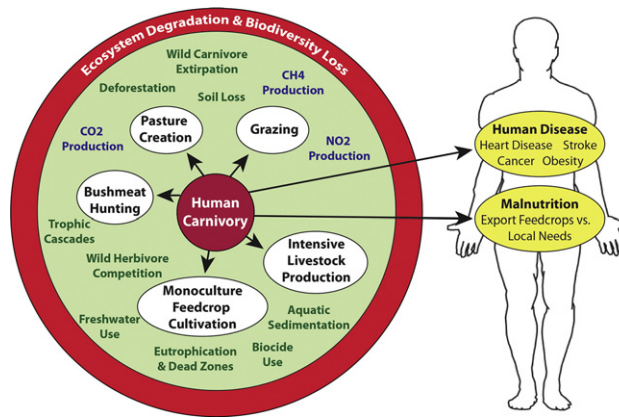 Ecosystem Degradation & Biodiversity Loss
Wild Carnivore
Extirpation
Deforestation
CH4
Production
Soil Loss
Pasture
Creation
Grazing
CO2
Production
NO2
Production
Bushmeat
Hunting
Human
Carnivory
Trophic
Cascades
Wild Herbivore
Competition
Intensive
Livestock
Production
Monoculture
Feedcrop
Cultivation
Freshwater
Use
Aquatic
Sedimentation
Eutrophication
& Dead Zones
Biocide
Use
Human Disease
Heart Disease Stroke
Cancer Obesity
Malnutrition
Export Feedcrops vs.
Local Needs